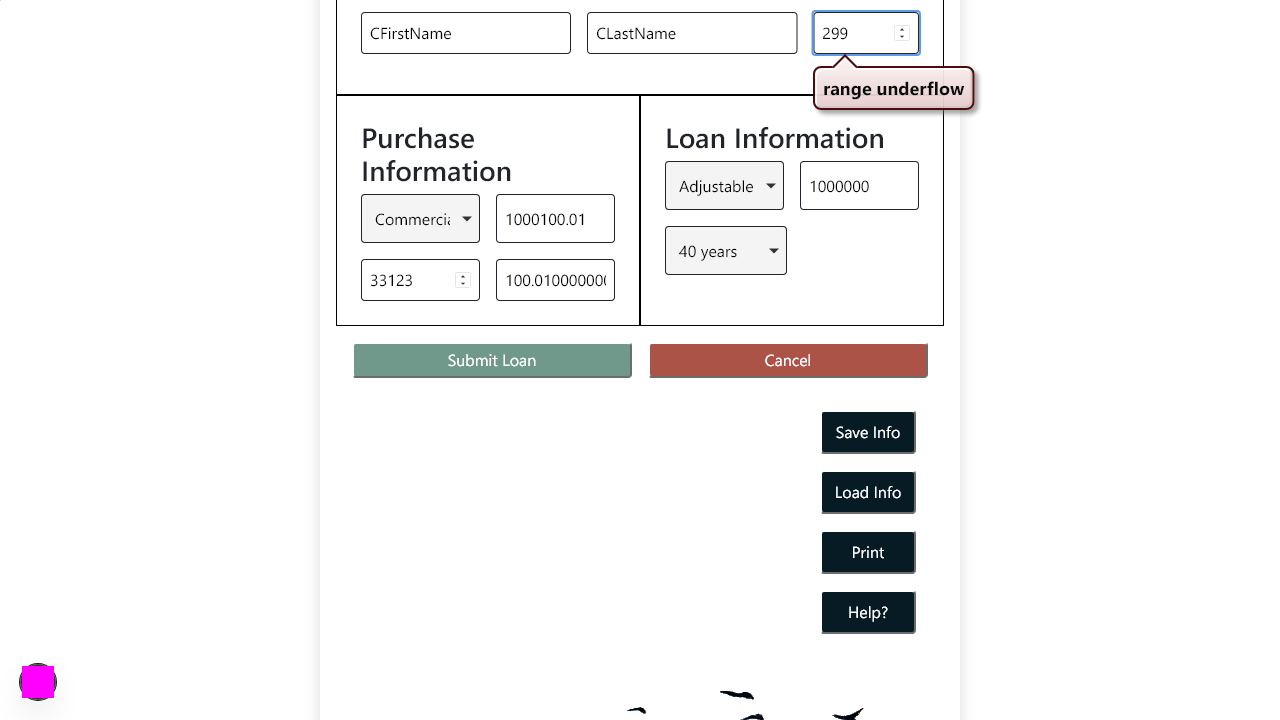 CFirstName
CLastName
299
range underflow
Purchase
Information
Loan Information
Adjustable
1000000
Commercia
1000100.01
40 years
33123
100.010000000
Submit Loan
Cancel
Save Info
Load Info
Print
Help?